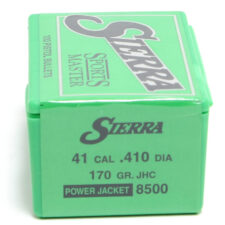 100 PISTOL BULLETS
SIERRA
SPORTS
MASTER
SIERRA
41 CAL .410 DIA
170 GR. JHC
POWER JACKET 8500